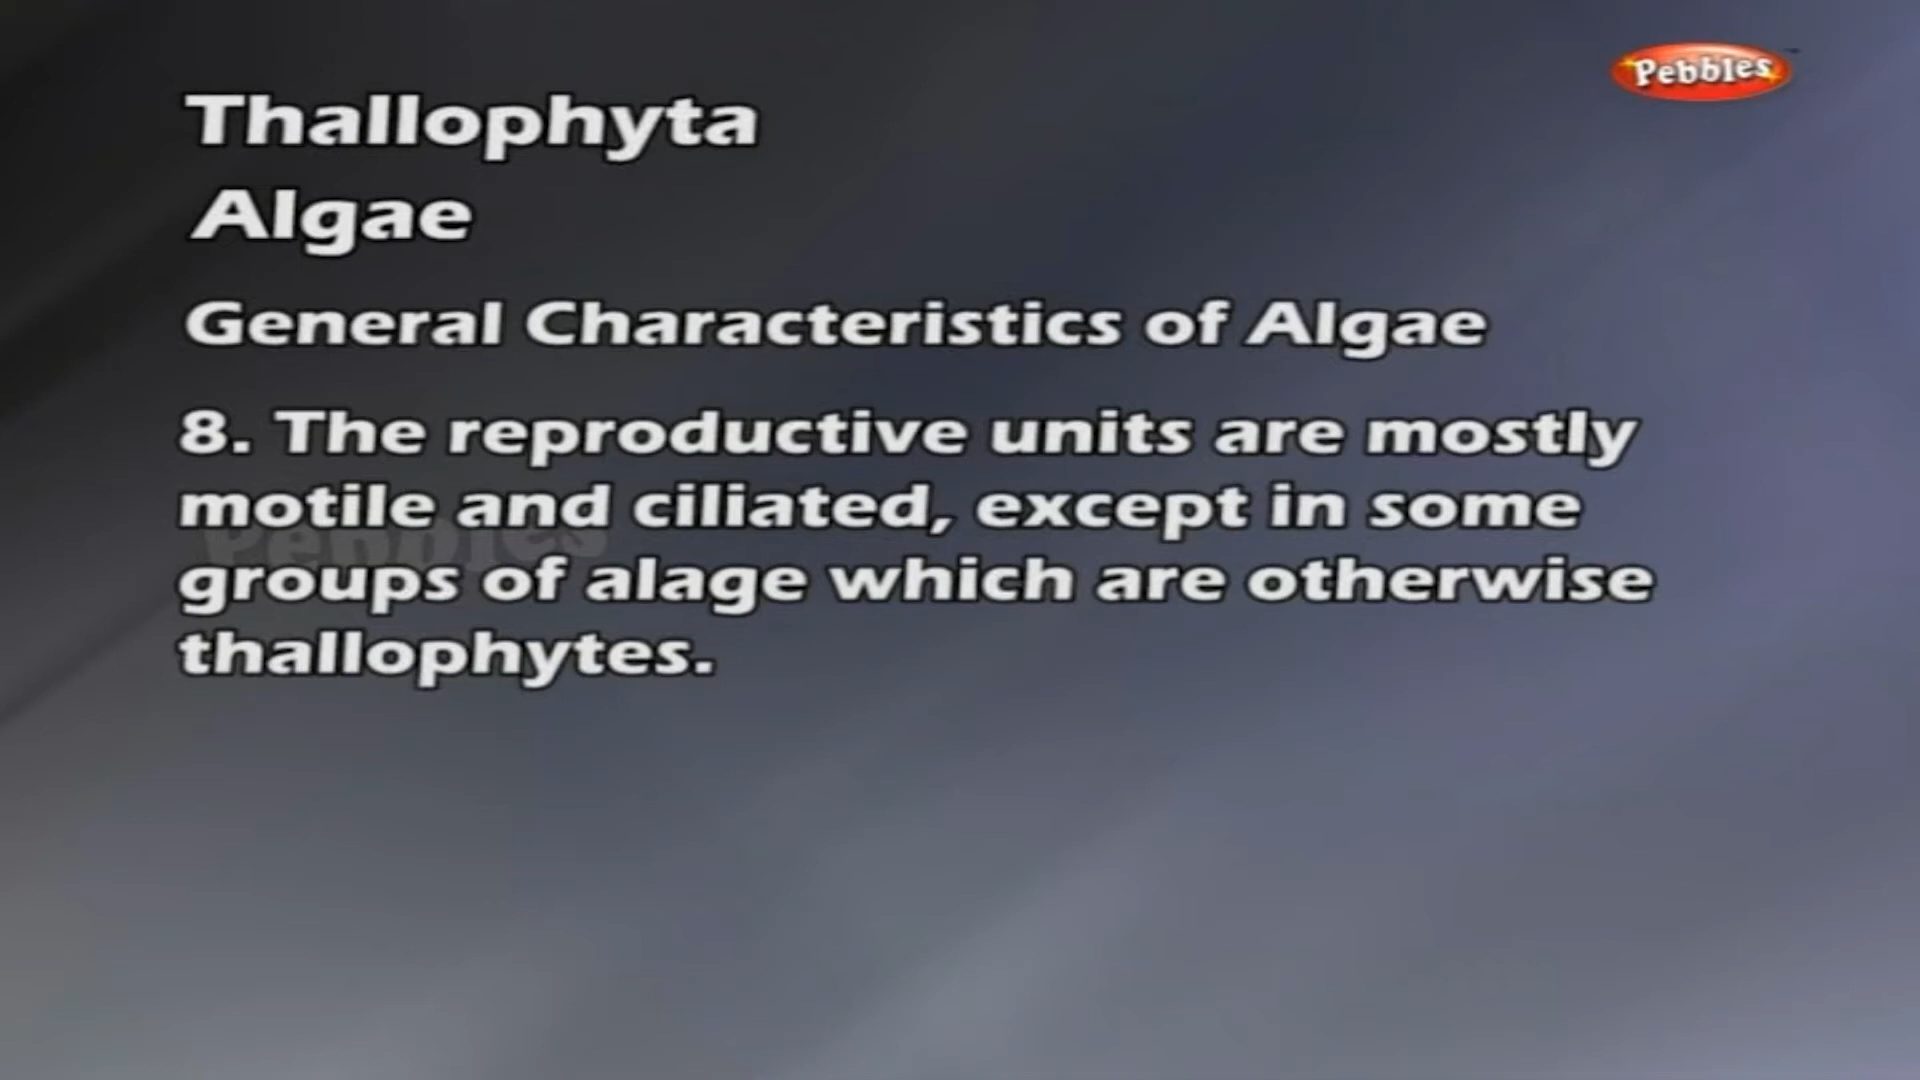 Pebbles
Thallophyta
Algae
General Characteristics of Algae
8. The reproductive units are mostly
motile and ciliated, except in some
Pebbles
groups of alage which are otherwise
thallophytes.